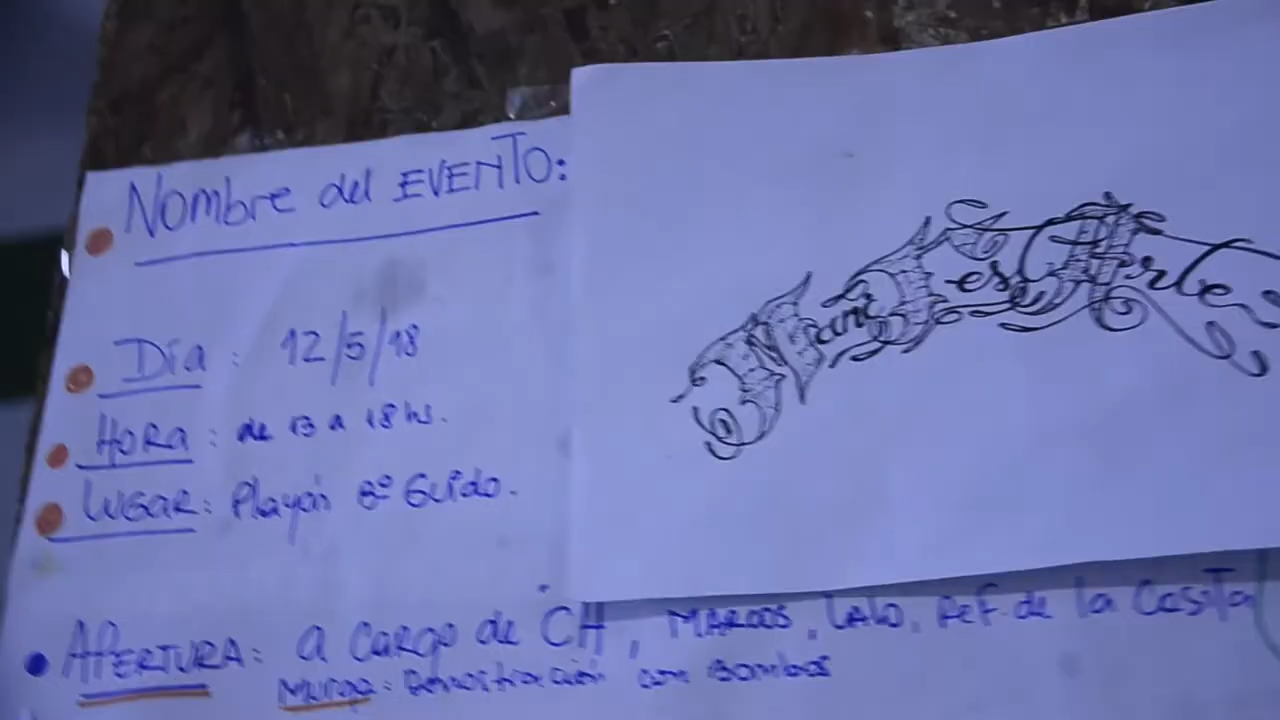 Nombre del EVENTO:
Día: 12/5/18
HORA: de 13 a 18 hs.
LUGAR: Playón Bº Guido.
APERTURA: a cargo de CH, MARCOS, LALO, Ref. de la Casita
Murga: Demostración con Bombos